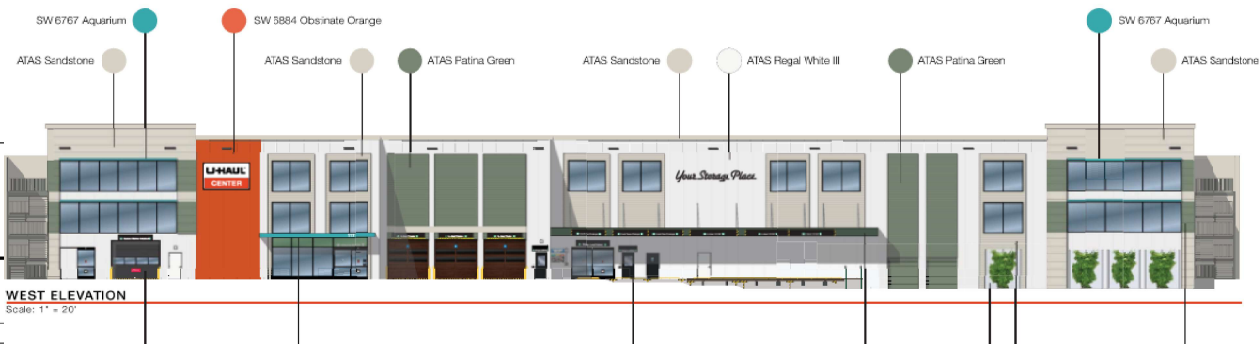 SW 6767 Aquarium
SW 6884 Obstinate Orange
SW 6767 Aquarium
ATAS Sandstone
ATAS Sandstone
ATAS Patina Green
ATAS Sandstone
ATAS Regal White III
ATAS Patina Green
ATAS Sandstone
U-HAUL
CENTER
Your Storage Place
WEST ELEVATION
Scale: 1" = 20'